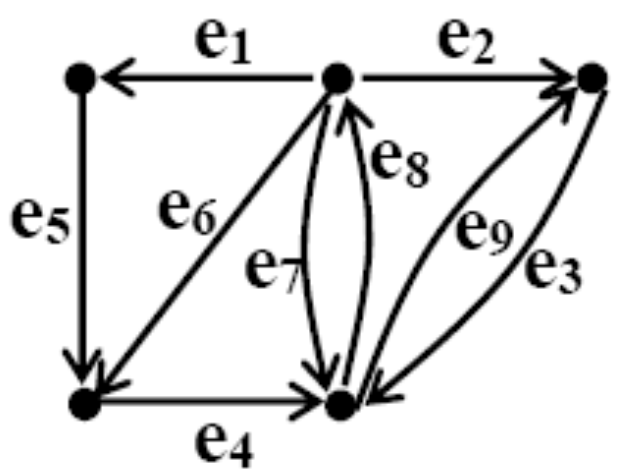 e₁ e₂
e₈
e₅ e₆ e₉
e₇ e₃
e₄